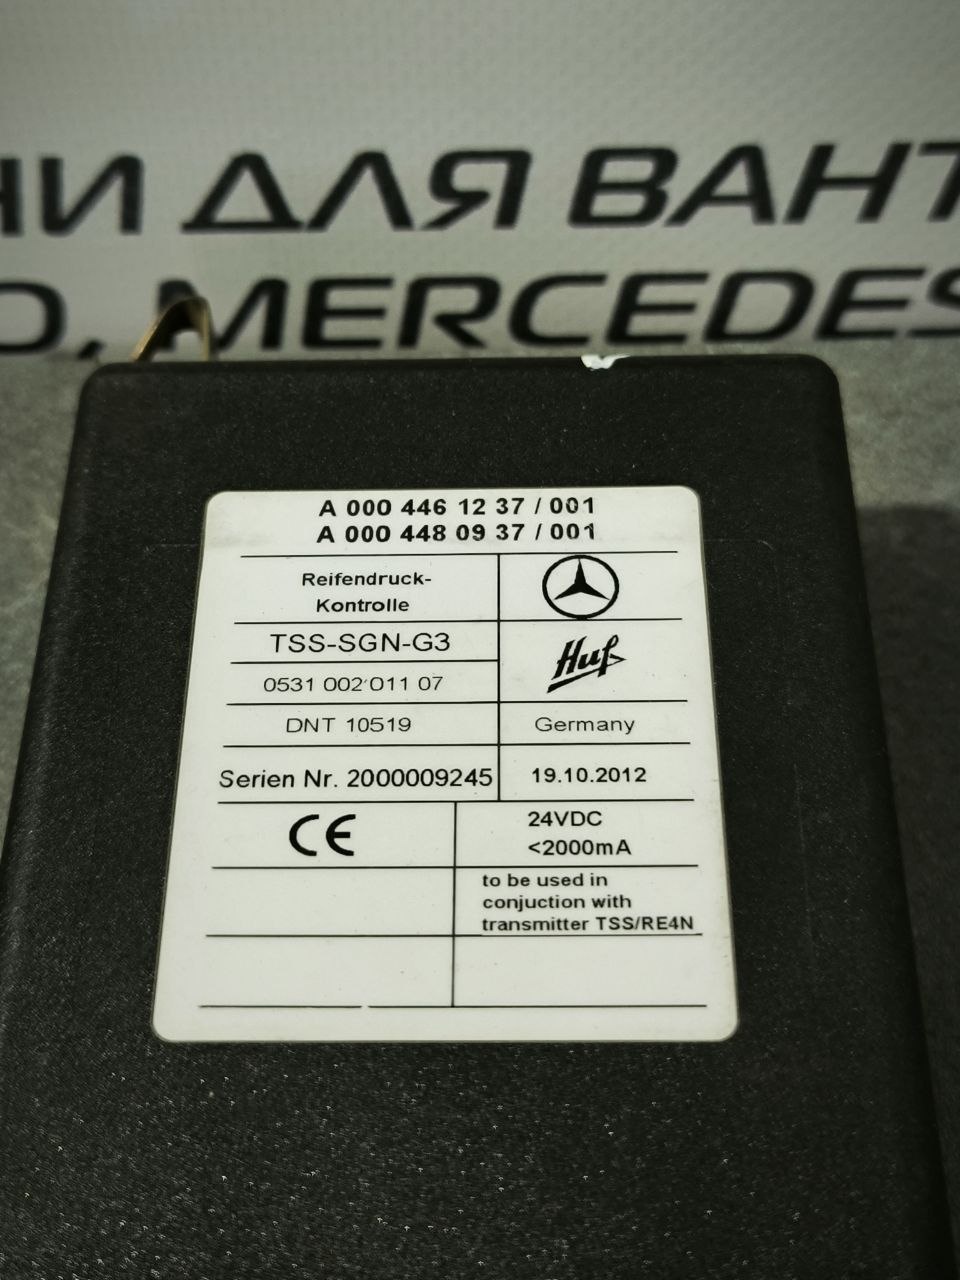 НИ ДЛЯ ВАНТ
О, MERCEDES
A 000 446 12 37 / 001
A 000 448 09 37 / 001
Reifendruck-
Kontrolle
TSS-SGN-G3
Huf
0531 002 011 07
DNT 10519
Germany
Serien Nr. 2000009245
19.10.2012
CE
24VDC
<2000mA
to be used in
conjuction with
transmitter TSS/RE4N